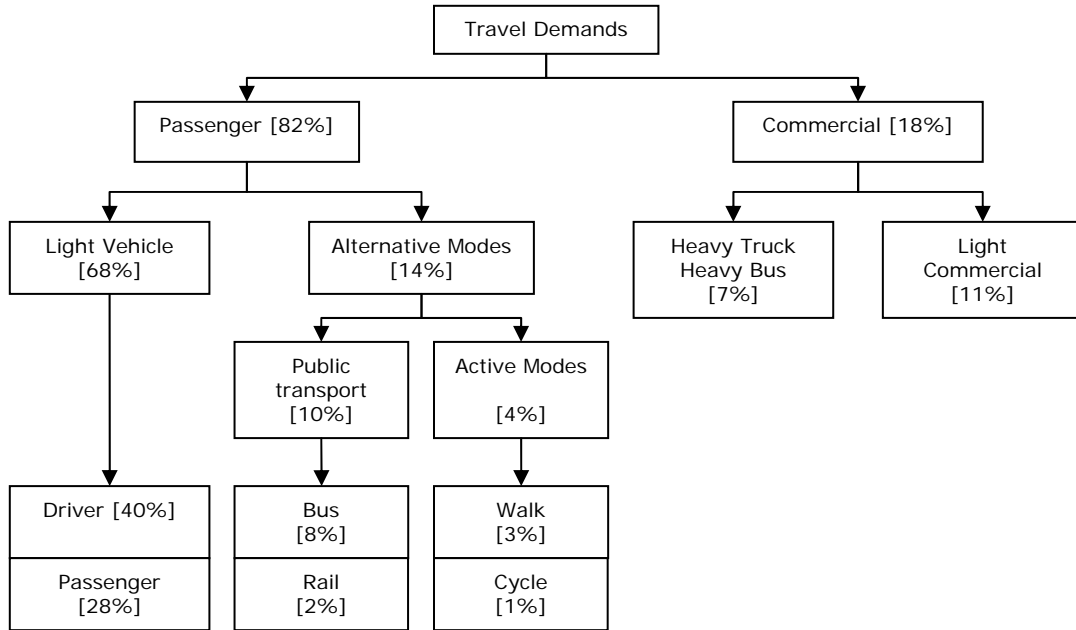 Travel Demands
Passenger [82%]
Commercial [18%]
Light Vehicle
[68%]
Alternative Modes
[14%]
Heavy Truck
Heavy Bus
[7%]
Light
Commercial
[11%]
Public
transport
[10%]
Active Modes
[4%]
Driver [40%]
Bus
[8%]
Walk
[3%]
Passenger
[28%]
Rail
[2%]
Cycle
[1%]